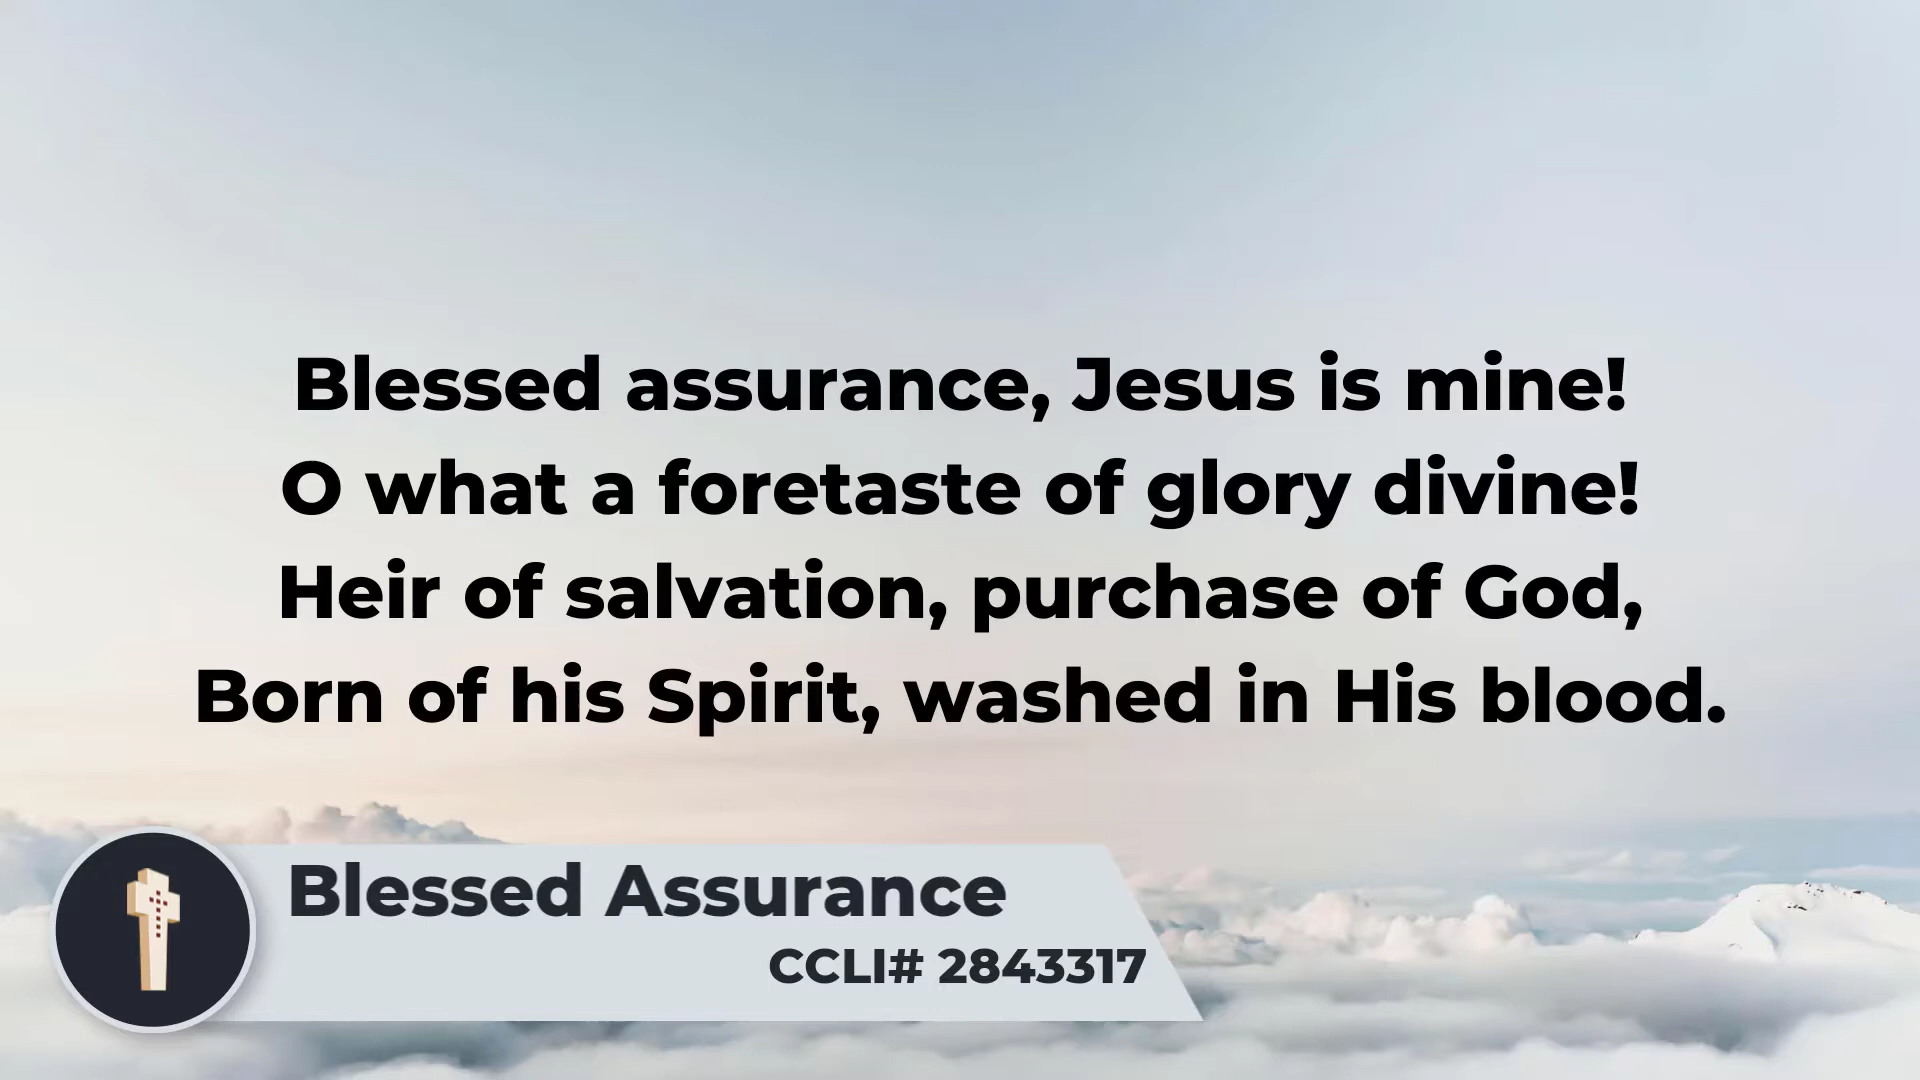 Blessed assurance, Jesus is mine!
O what a foretaste of glory divine!
Heir of salvation, purchase of God,
Born of his Spirit, washed in His blood.
Blessed Assurance
CCLI# 2843317